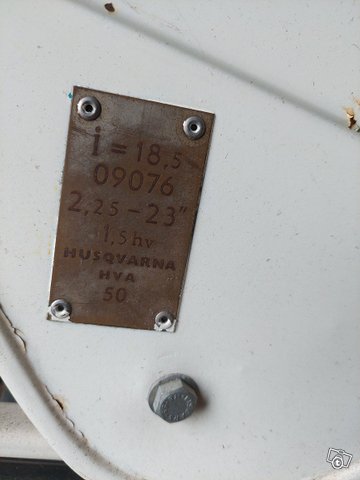 i = 18,5
09076
2,25 - 23"
1,5 hv
HUSQVARNA
HVA
50